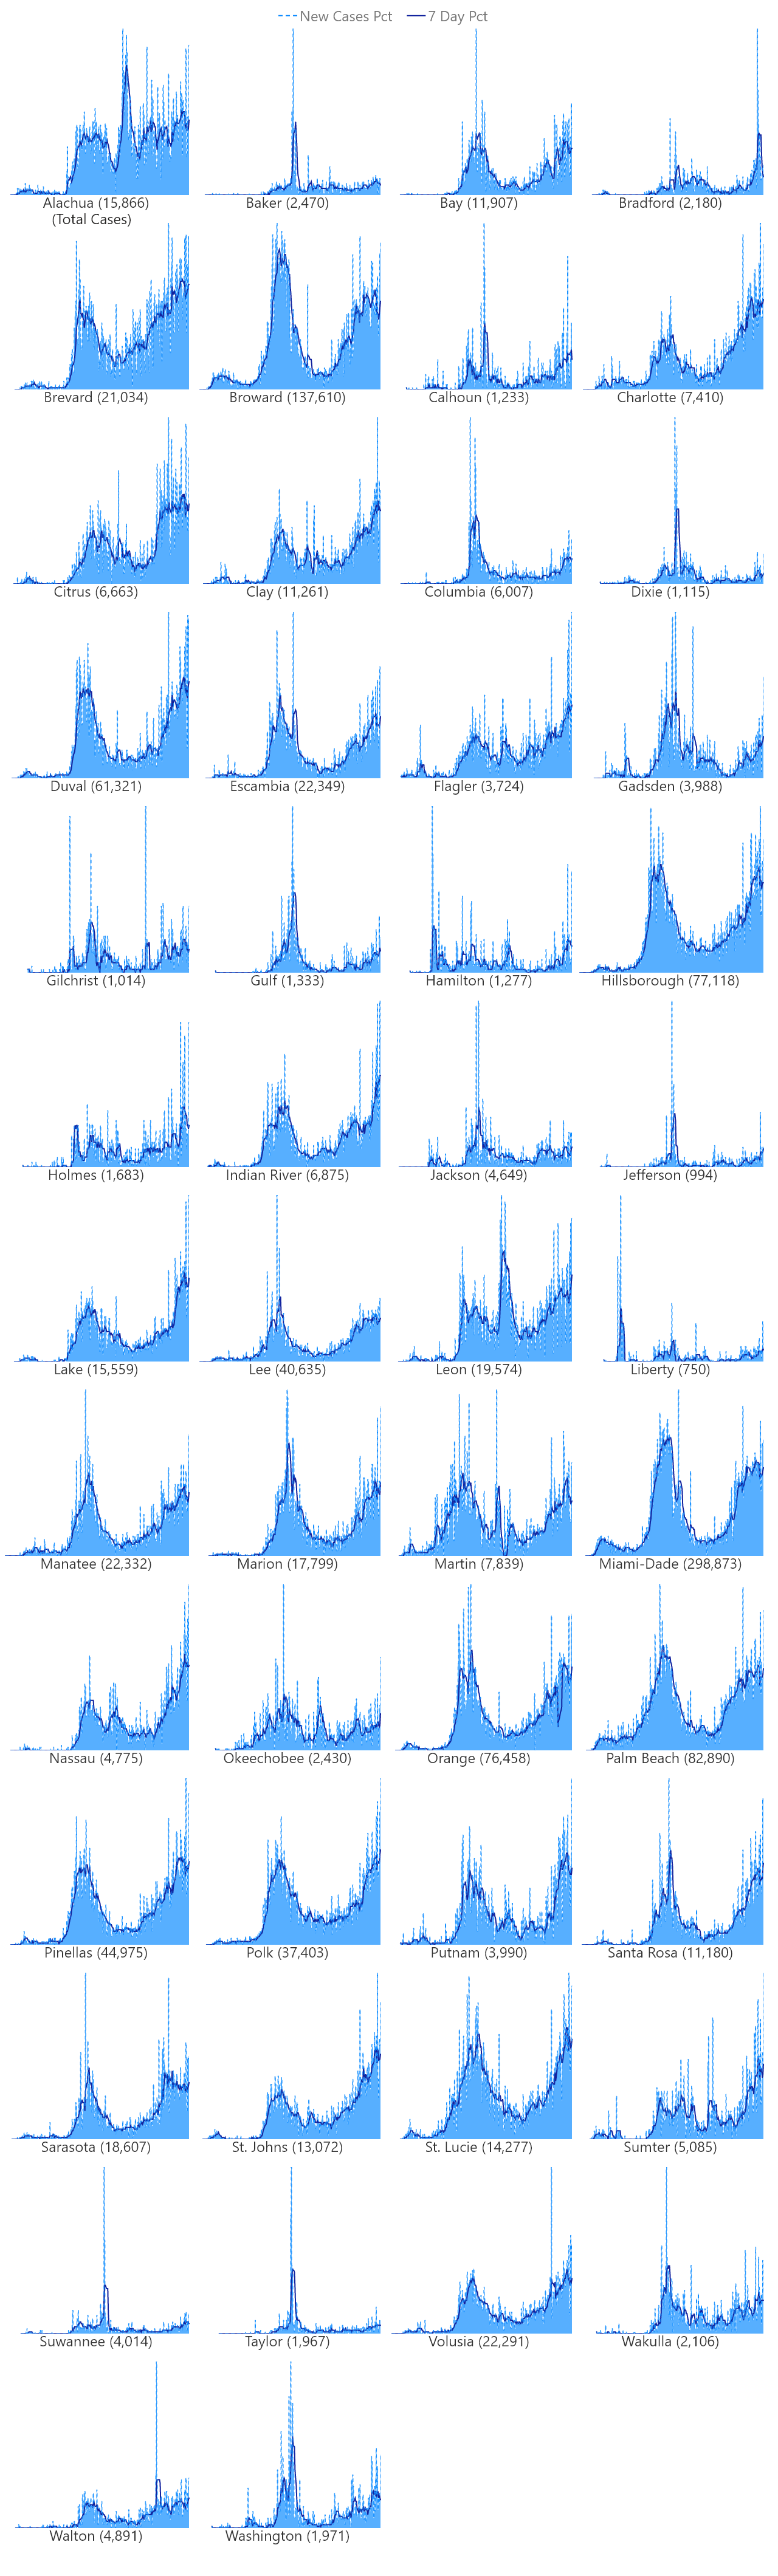 New Cases Pct 7 Day Pct
Alachua (15,866) Baker (2,470) Bay (11,907) Bradford (2,180)
(Total Cases)
Brevard (21,034) Broward (137,610) Calhoun (1,233) Charlotte (7,410)
Citrus (6,663) Clay (11,261) Columbia (6,007) Dixie (1,115)
Duval (61,321) Escambia (22,349) Flagler (3,724) Gadsden (3,988)
Gilchrist (1,014) Gulf (1,333) Hamilton (1,277) Hillsborough (77,118)
Holmes (1,683) Indian River (6,875) Jackson (4,649) Jefferson (994)
Lake (15,559) Lee (40,635) Leon (19,574) Liberty (750)
Manatee (22,332) Marion (17,799) Martin (7,839) Miami-Dade (298,873)
Nassau (4,775) Okeechobee (2,430) Orange (76,458) Palm Beach (82,890)
Pinellas (44,975) Polk (37,403) Putnam (3,990) Santa Rosa (11,180)
Sarasota (18,607) St. Johns (13,072) St. Lucie (14,277) Sumter (5,085)
Suwannee (4,014) Taylor (1,967) Volusia (22,291) Wakulla (2,106)
Walton (4,891) Washington (1,971)